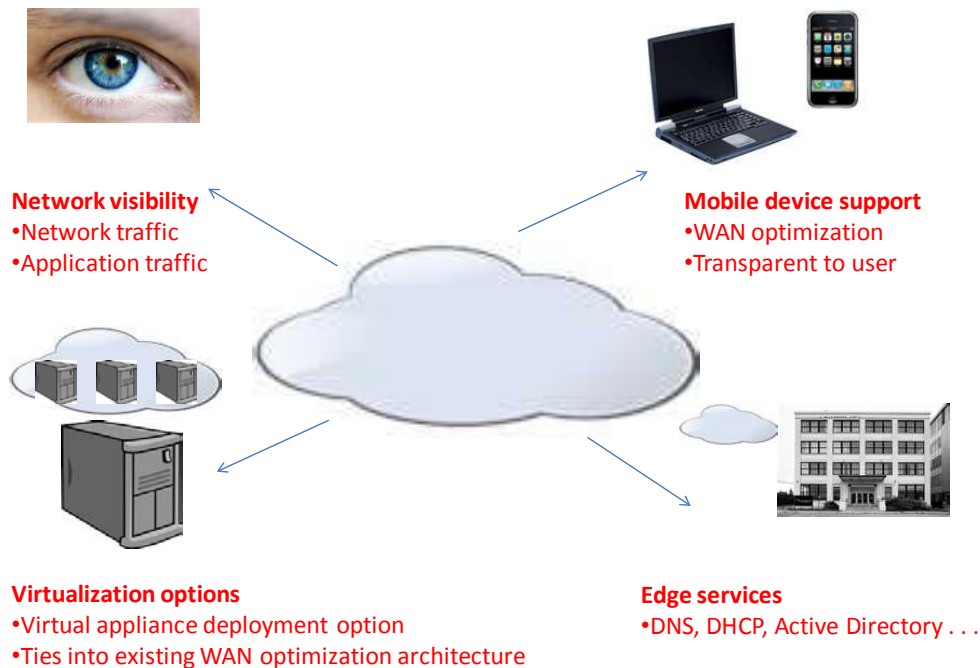 Network visibility
•Network traffic
•Application traffic
Mobile device support
•WAN optimization
•Transparent to user
Virtualization options
•Virtual appliance deployment option
•Ties into existing WAN optimization architecture
Edge services
•DNS, DHCP, Active Directory . . .